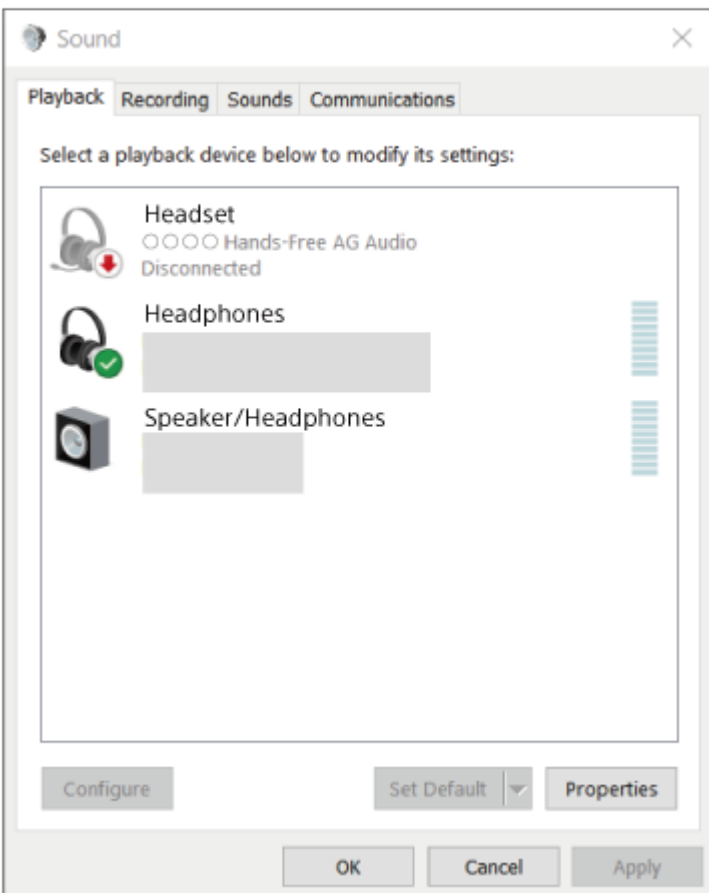 Sound
Playback Recording Sounds Communications
Select a playback device below to modify its settings:
Headset
○○○○ Hands-Free AG Audio
Disconnected
Headphones
Speaker/Headphones
Configure Set Default Properties
OK Cancel Apply